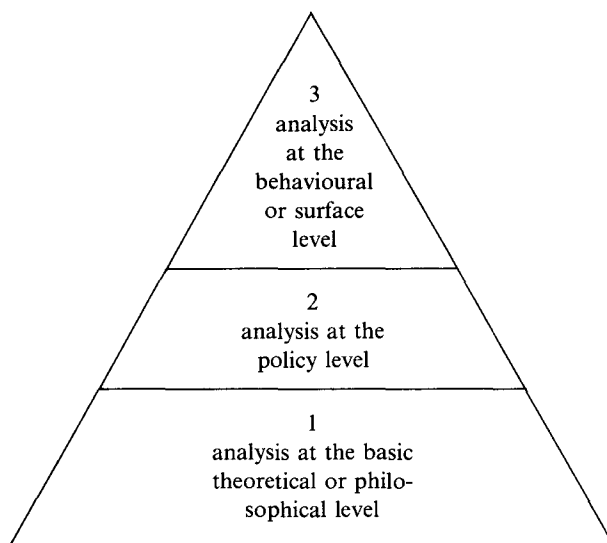 3
analysis
at the
behavioural
or surface
level
2
analysis at the
policy level
1
analysis at the basic
theoretical or philo-
sophical level